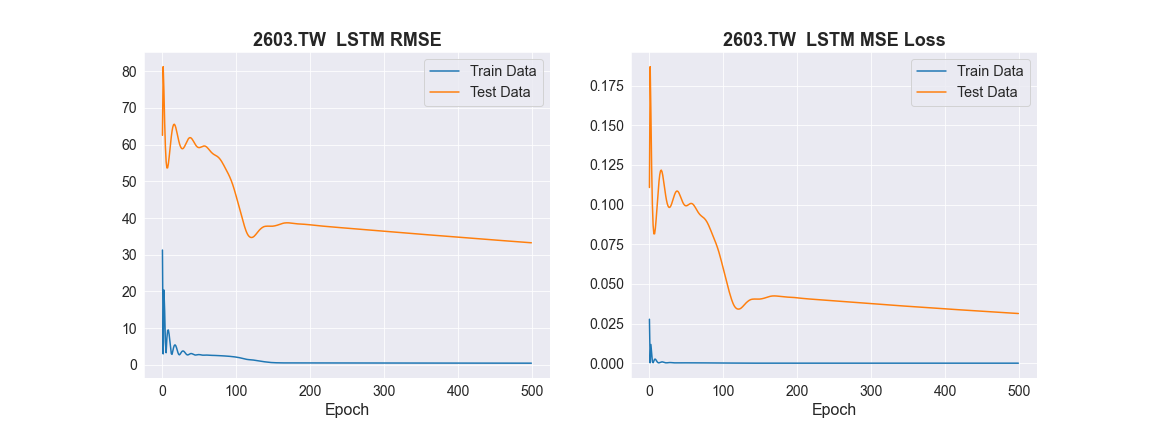 2603.TW  LSTM RMSE
Train Data
Test Data
80
70
60
50
40
30
20
10
0
0 100 200 300 400 500
Epoch
2603.TW  LSTM MSE Loss
Train Data
Test Data
0.175
0.150
0.125
0.100
0.075
0.050
0.025
0.000
0 100 200 300 400 500
Epoch